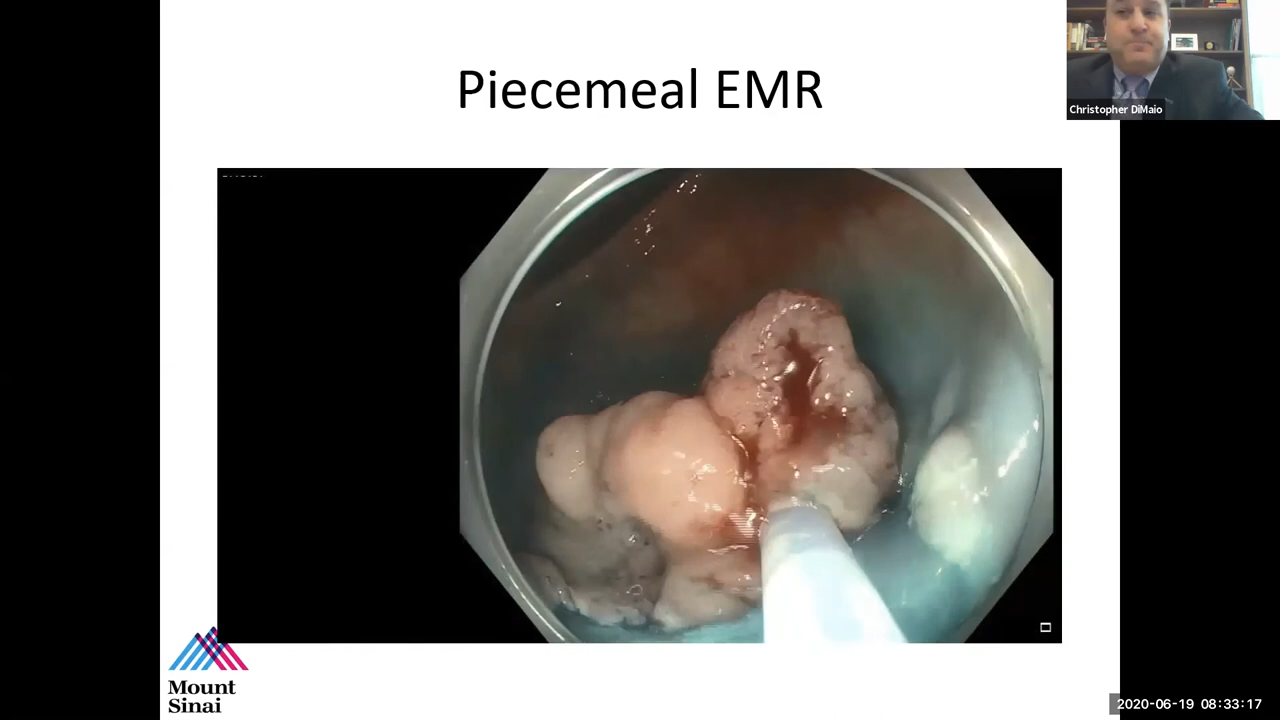 Piecemeal EMR
Christopher DiMaio
Mount
Sinai
2020-06-19 08:33:17